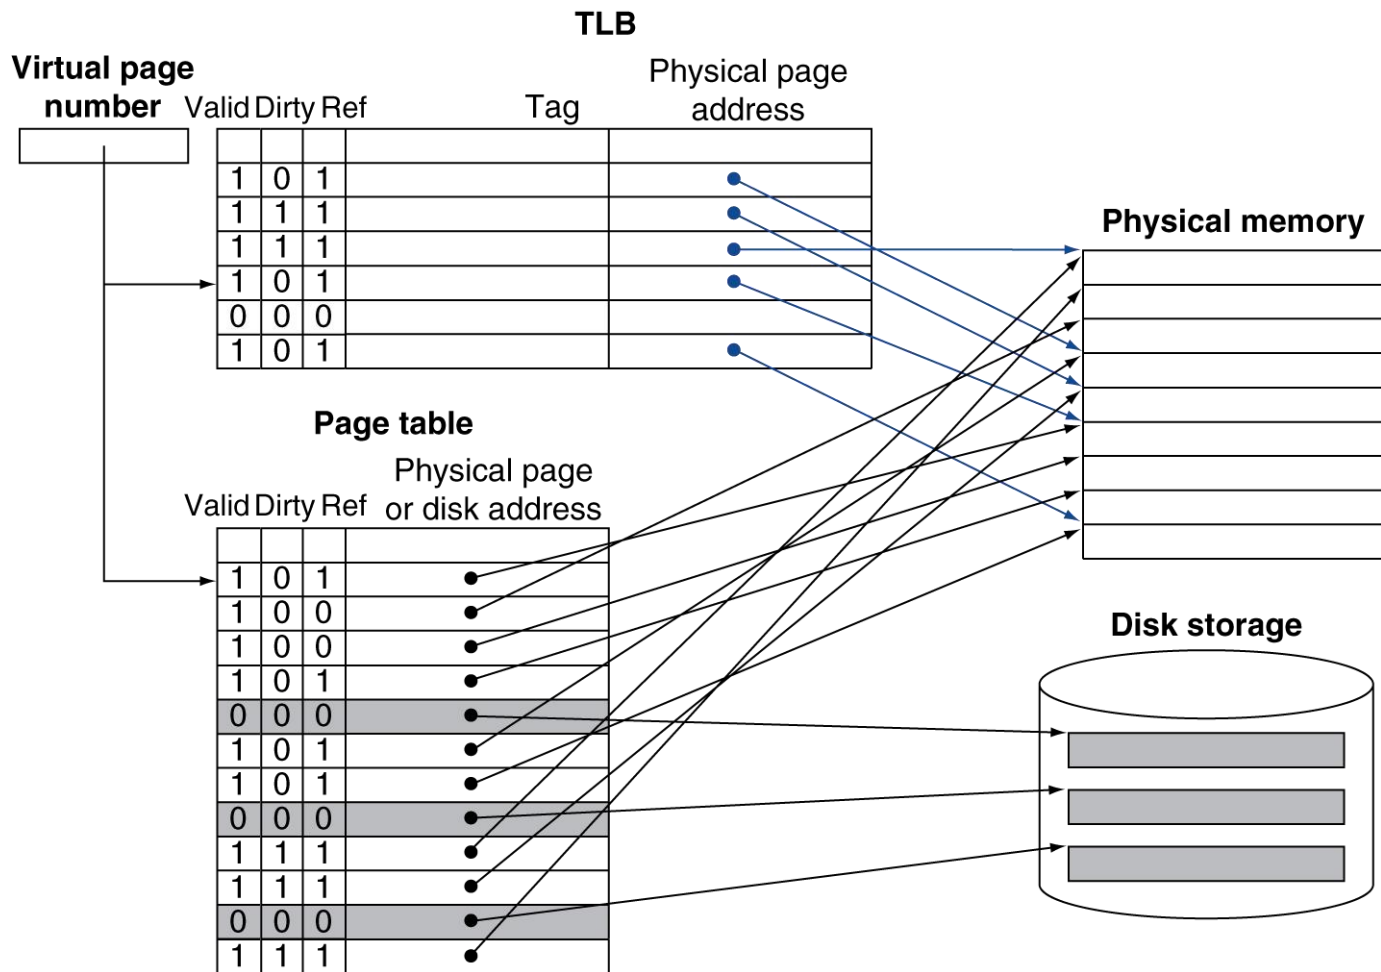 TLB
Virtual page
number
Valid Dirty Ref
Tag
Physical page
address
1 0 1
1 1 1
1 1 1
1 0 1
0 0 0
1 0 1
Physical memory
Page table
Physical page
or disk address
Valid Dirty Ref
1 0 1
1 0 0
1 0 0
1 0 1
0 0 0
1 0 1
1 0 1
0 0 0
1 1 1
1 1 1
0 0 0
1 1 1
Disk storage